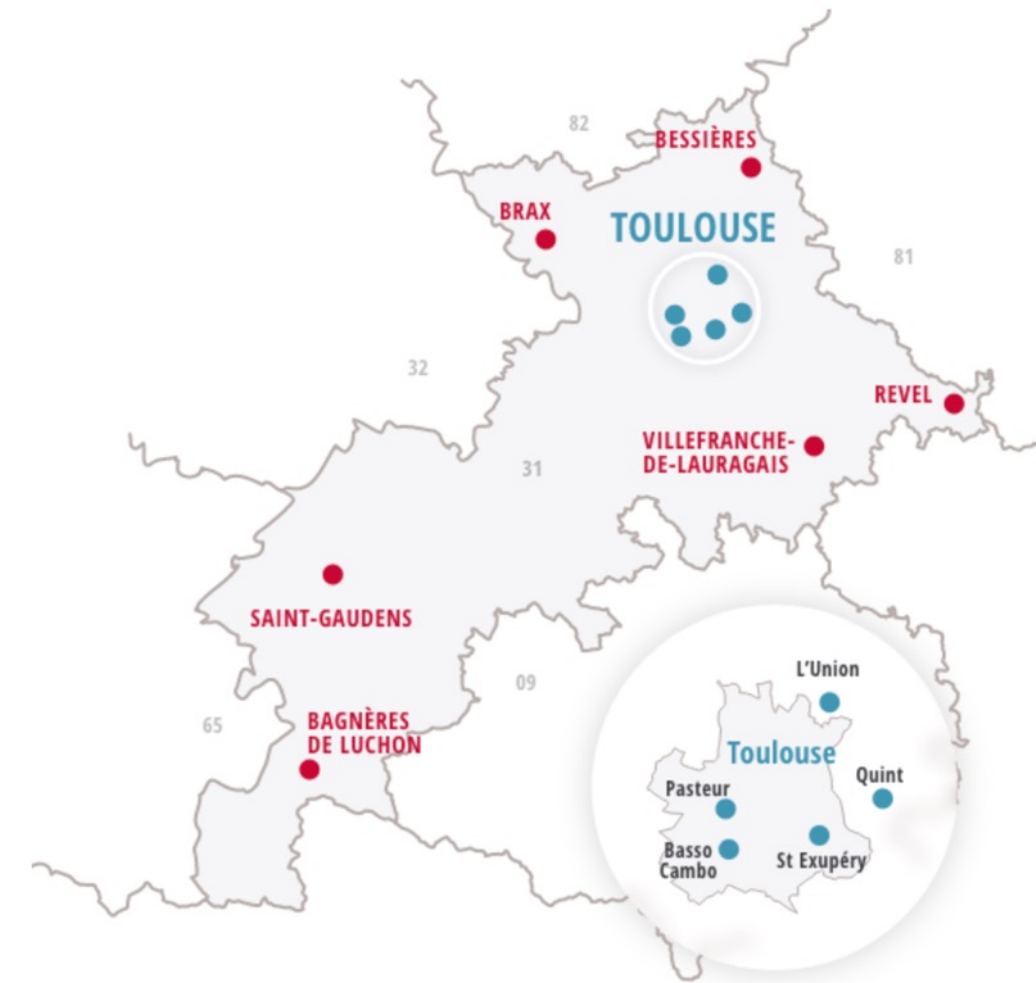 82
BESSIÈRES
BRAX
TOULOUSE
81
32
REVEL
VILLEFRANCHE-
DE-LAURAGAIS
31
SAINT-GAUDENS
09
65
BAGNÈRES
DE LUCHON
L'Union
Toulouse
Quint
Pasteur
Basso
Cambo
St Exupéry